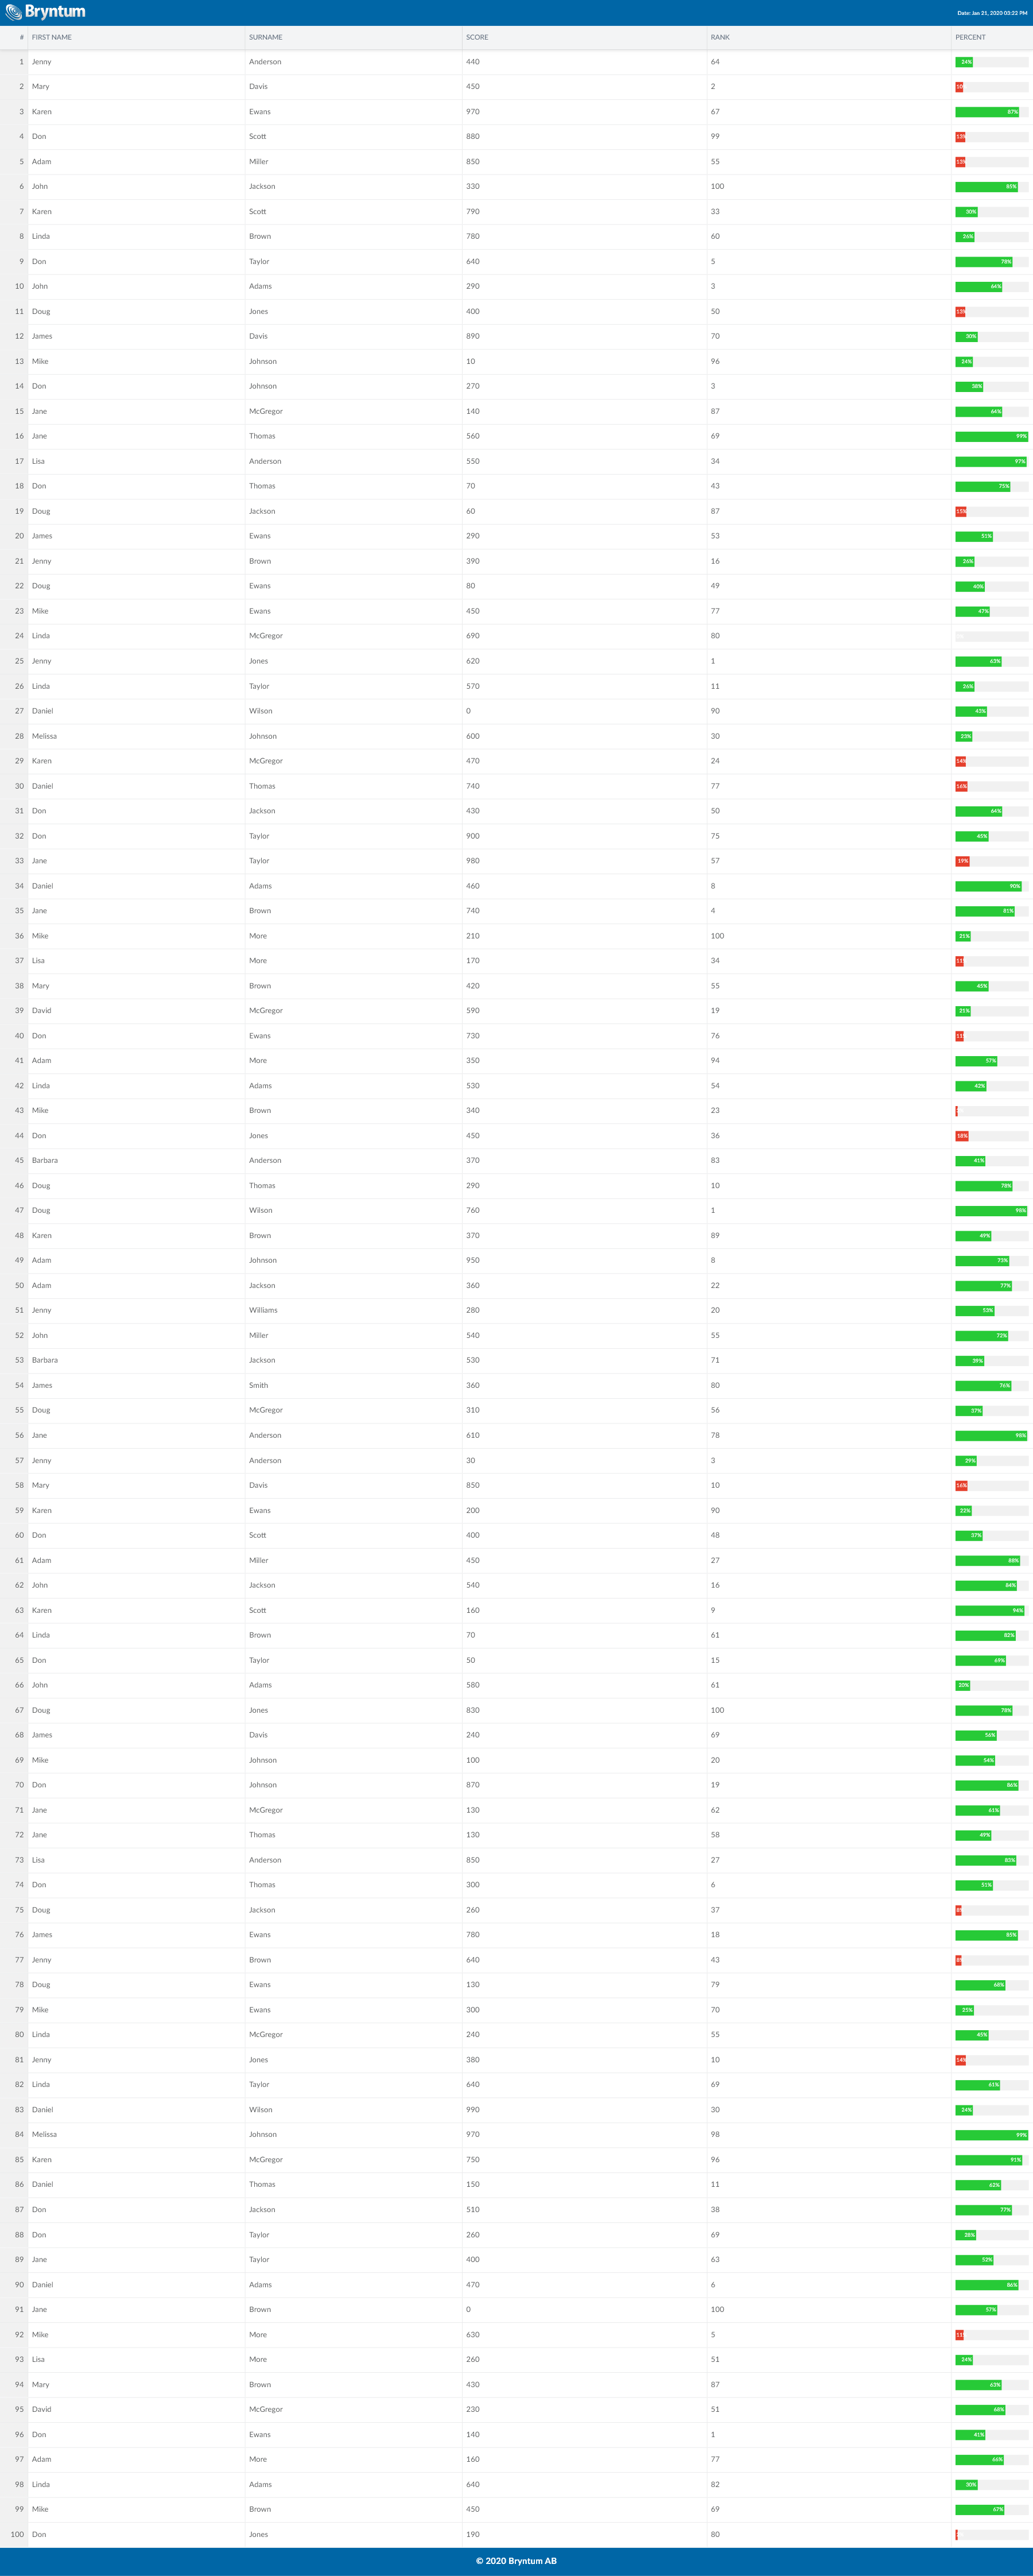 Bryntum
Date: Jan 21, 2020 03:22 PM
# FIRST NAME SURNAME SCORE RANK PERCENT
1 Jenny Anderson 440 64 24%
2 Mary Davis 450 2
3 Karen Ewans 970 67 87%
4 Don Scott 880 99 13%
5 Adam Miller 850 55 13%
6 John Jackson 330 100 85%
7 Karen Scott 790 33 30%
8 Linda Brown 780 60 26%
9 Don Taylor 640 5 78%
10 John Adams 290 3 64%
11 Doug Jones 400 50 13%
12 James Davis 890 70 30%
13 Mike Johnson 10 96 24%
14 Don Johnson 270 3 38%
15 Jane McGregor 140 87 64%
16 Jane Thomas 560 69 99%
17 Lisa Anderson 550 34 97%
18 Don Thomas 70 43 75%
19 Doug Jackson 60 87 15%
20 James Ewans 290 53 51%
21 Jenny Brown 390 16 26%
22 Doug Ewans 80 49 40%
23 Mike Ewans 450 77 47%
24 Linda McGregor 690 80
25 Jenny Jones 620 1 63%
26 Linda Taylor 570 11 26%
27 Daniel Wilson 0 90 43%
28 Melissa Johnson 600 30 23%
29 Karen McGregor 470 24 14%
30 Daniel Thomas 740 77 16%
31 Don Jackson 430 50 64%
32 Don Taylor 900 75 45%
33 Jane Taylor 980 57 19%
34 Daniel Adams 460 8 90%
35 Jane Brown 740 4 81%
36 Mike More 210 100 21%
37 Lisa More 170 34 11
38 Mary Brown 420 55 45%
39 David McGregor 590 19 21%
40 Don Ewans 730 76 11
41 Adam More 350 94 57%
42 Linda Adams 530 54 42%
43 Mike Brown 340 23
44 Don Jones 450 36 18%
45 Barbara Anderson 370 83 41%
46 Doug Thomas 290 10 78%
47 Doug Wilson 760 1 98%
48 Karen Brown 370 89 49%
49 Adam Johnson 950 8 73%
50 Adam Jackson 360 22 77%
51 Jenny Williams 280 20 53%
52 John Miller 540 55 72%
53 Barbara Jackson 530 71 39%
54 James Smith 360 80 76%
55 Doug McGregor 310 56 37%
56 Jane Anderson 610 78 98%
57 Jenny Anderson 30 3 29%
58 Mary Davis 850 10 16%
59 Karen Ewans 200 90 22%
60 Don Scott 400 48 37%
61 Adam Miller 450 27 88%
62 John Jackson 540 16 84%
63 Karen Scott 160 9 94%
64 Linda Brown 70 61 82%
65 Don Taylor 50 15 69%
66 John Adams 580 61 20%
67 Doug Jones 830 100 78%
68 James Davis 240 69 56%
69 Mike Johnson 100 20 54%
70 Don Johnson 870 19 86%
71 Jane McGregor 130 62 61%
72 Jane Thomas 130 58 49%
73 Lisa Anderson 850 27 83%
74 Don Thomas 300 6 51%
75 Doug Jackson 260 37
76 James Ewans 780 18 85%
77 Jenny Brown 640 43
78 Doug Ewans 130 79 68%
79 Mike Ewans 300 70 25%
80 Linda McGregor 240 55 45%
81 Jenny Jones 380 10 14%
82 Linda Taylor 640 69 61%
83 Daniel Wilson 990 30 24%
84 Melissa Johnson 970 98 99%
85 Karen McGregor 750 96 91%
86 Daniel Thomas 150 11 62%
87 Don Jackson 510 38 77%
88 Don Taylor 260 69 28%
89 Jane Taylor 400 63 52%
90 Daniel Adams 470 6 86%
91 Jane Brown 0 100 57%
92 Mike More 630 5 11
93 Lisa More 260 51 24%
94 Mary Brown 430 87 63%
95 David McGregor 230 51 68%
96 Don Ewans 140 1 41%
97 Adam More 160 77 66%
98 Linda Adams 640 82 30%
99 Mike Brown 450 69 67%
100 Don Jones 190 80
© 2020 Bryntum AB